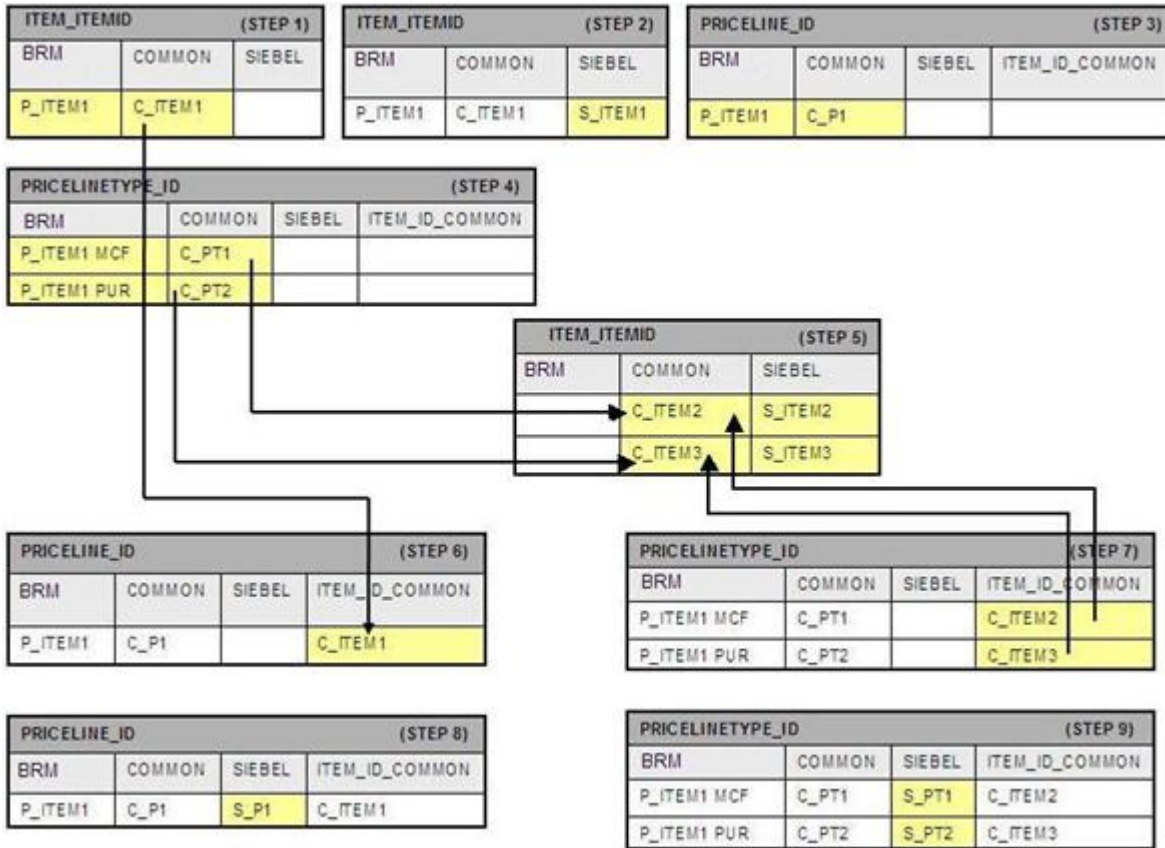 ITEM_ITEMID (STEP 1)
BRM COMMON SIEBEL
P_ITEM1 C_ITEM1
ITEM_ITEMID (STEP 2)
BRM COMMON SIEBEL
P_ITEM1 C_ITEM1 S_ITEM1
PRICELINE_ID (STEP 3)
BRM COMMON SIEBEL ITEM_ID_COMMON
P_ITEM1 C_P1
PRICELINETYPE_ID (STEP 4)
BRM COMMON SIEBEL ITEM_ID_COMMON
P_ITEM1 MCF C_PT1
P_ITEM1 PUR C_PT2
ITEM_ITEMID (STEP 5)
BRM COMMON SIEBEL
C_ITEM2 S_ITEM2
C_ITEM3 S_ITEM3
PRICELINE_ID (STEP 6)
BRM COMMON SIEBEL ITEM_ID_COMMON
P_ITEM1 C_P1 C_ITEM1
PRICELINETYPE_ID (STEP 7)
BRM COMMON SIEBEL ITEM_ID_COMMON
P_ITEM1 MCF C_PT1 C_ITEM2
P_ITEM1 PUR C_PT2 C_ITEM3
PRICELINE_ID (STEP 8)
BRM COMMON SIEBEL ITEM_ID_COMMON
P_ITEM1 C_P1 S_P1 C_ITEM1
PRICELINETYPE_ID (STEP 9)
BRM COMMON SIEBEL ITEM_ID_COMMON
P_ITEM1 MCF C_PT1 S_PT1 C_ITEM2
P_ITEM1 PUR C_PT2 S_PT2 C_ITEM3